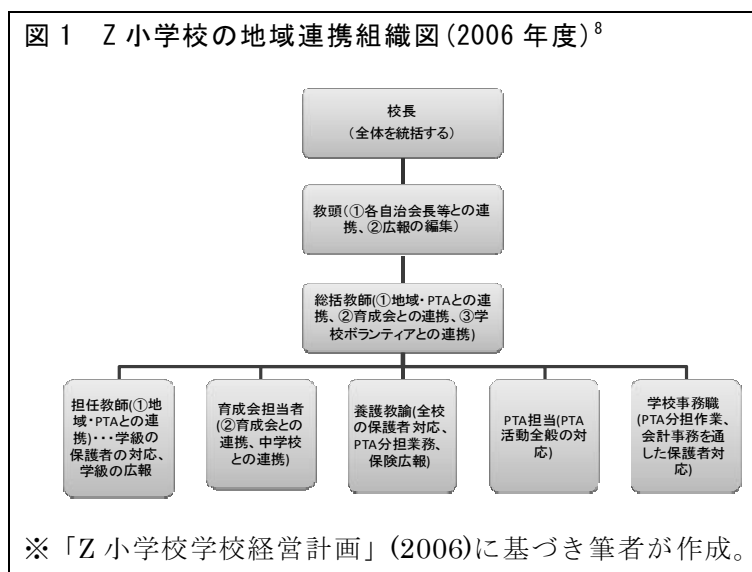 図 1　Z 小学校の地域連携組織図(2006 年度)8
校長
(全体を統括する)
教頭(①各自治会長等との連
携、②広報の編集)
総括教師(①地域・PTAとの連
携、②育成会との連携、③学
校ボランティアとの連携)
担任教師(①地
域・PTAとの連
携)・・・学級の
保護者の対応、
学級の広報
育成会担当者
(②育成会との
連携、中学校
との連携)
養護教諭(全校
の保護者対応、
PTA分担業務、
保険広報)
PTA担当(PTA
活動全般の対
応)
学校事務職
(PTA分担作業、
会計事務を通
した保護者対
応)
※「Z 小学校学校経営計画」(2006)に基づき筆者が作成。